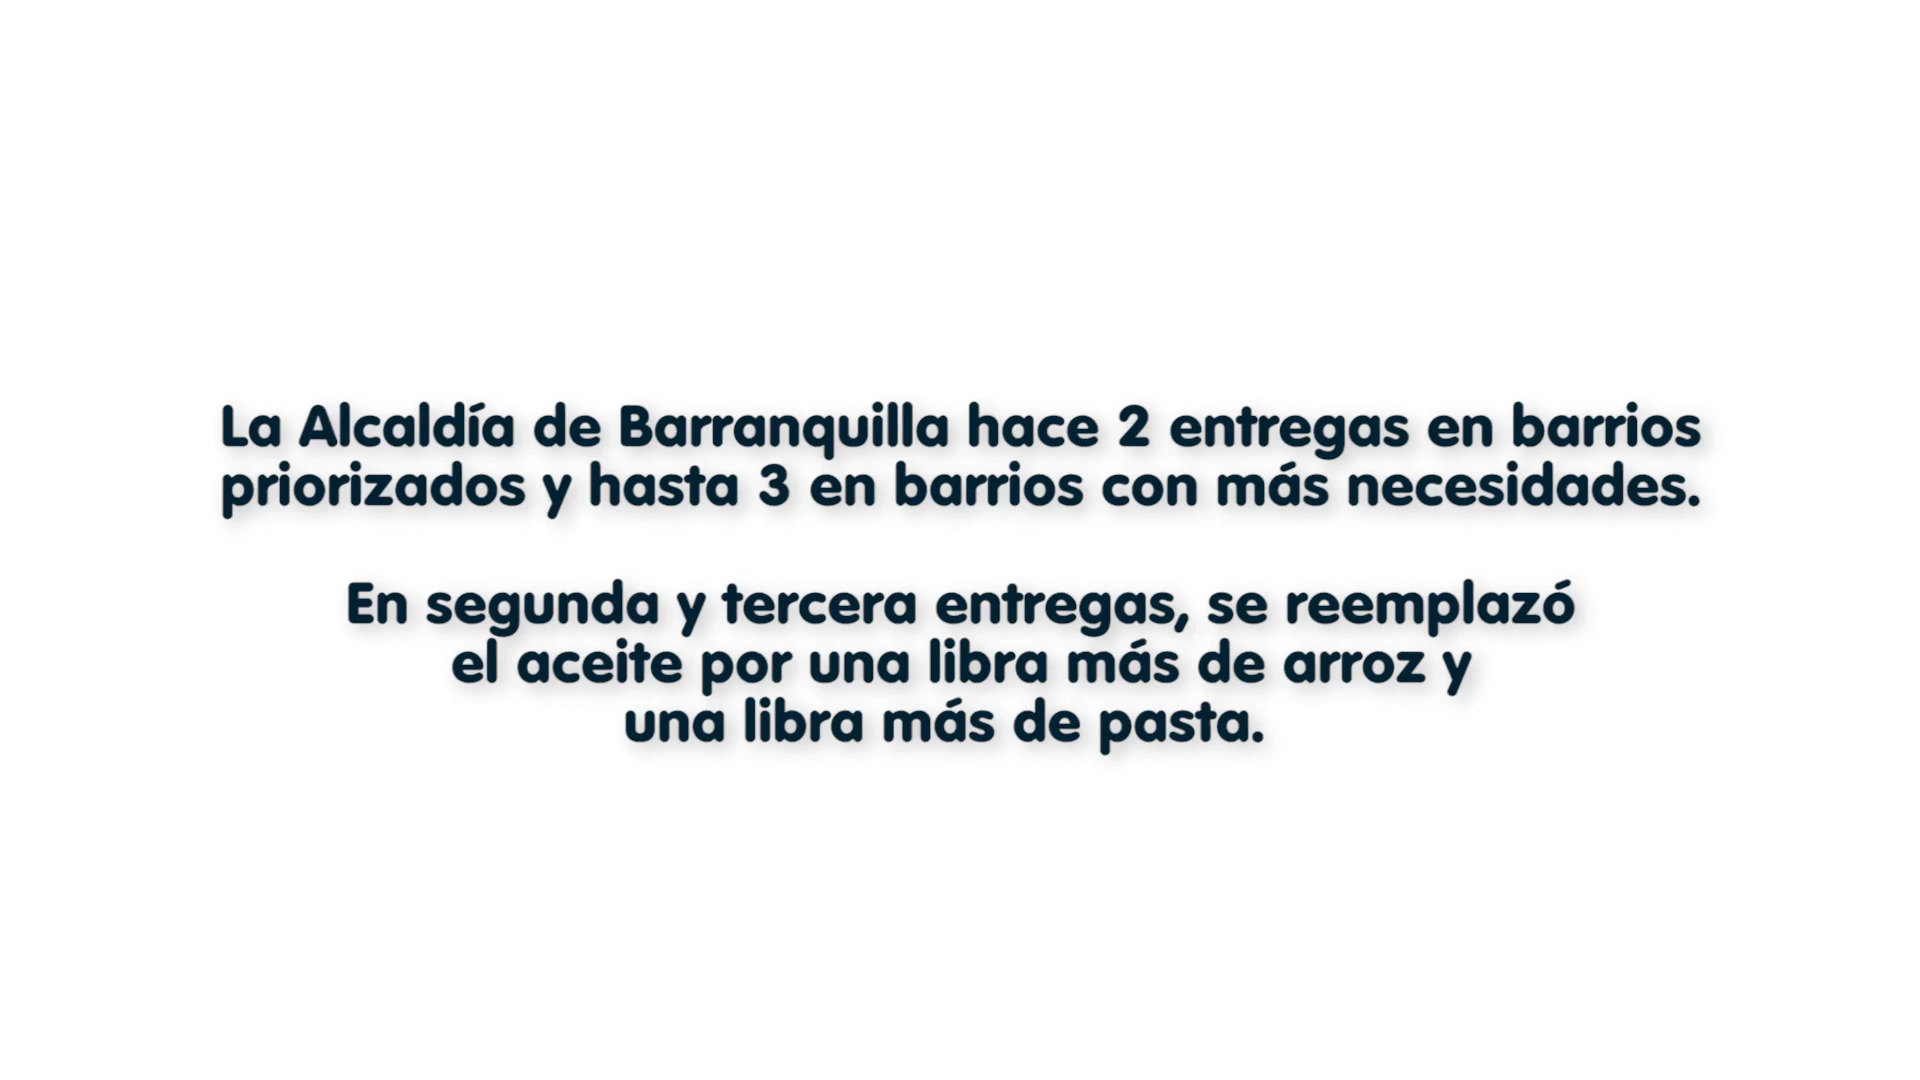 La Alcaldía de Barranquilla hace 2 entregas en barrios
priorizados y hasta 3 en barrios con más necesidades.
En segunda y tercera entregas, se reemplazó
el aceite por una libra más de arroz y
una libra más de pasta.